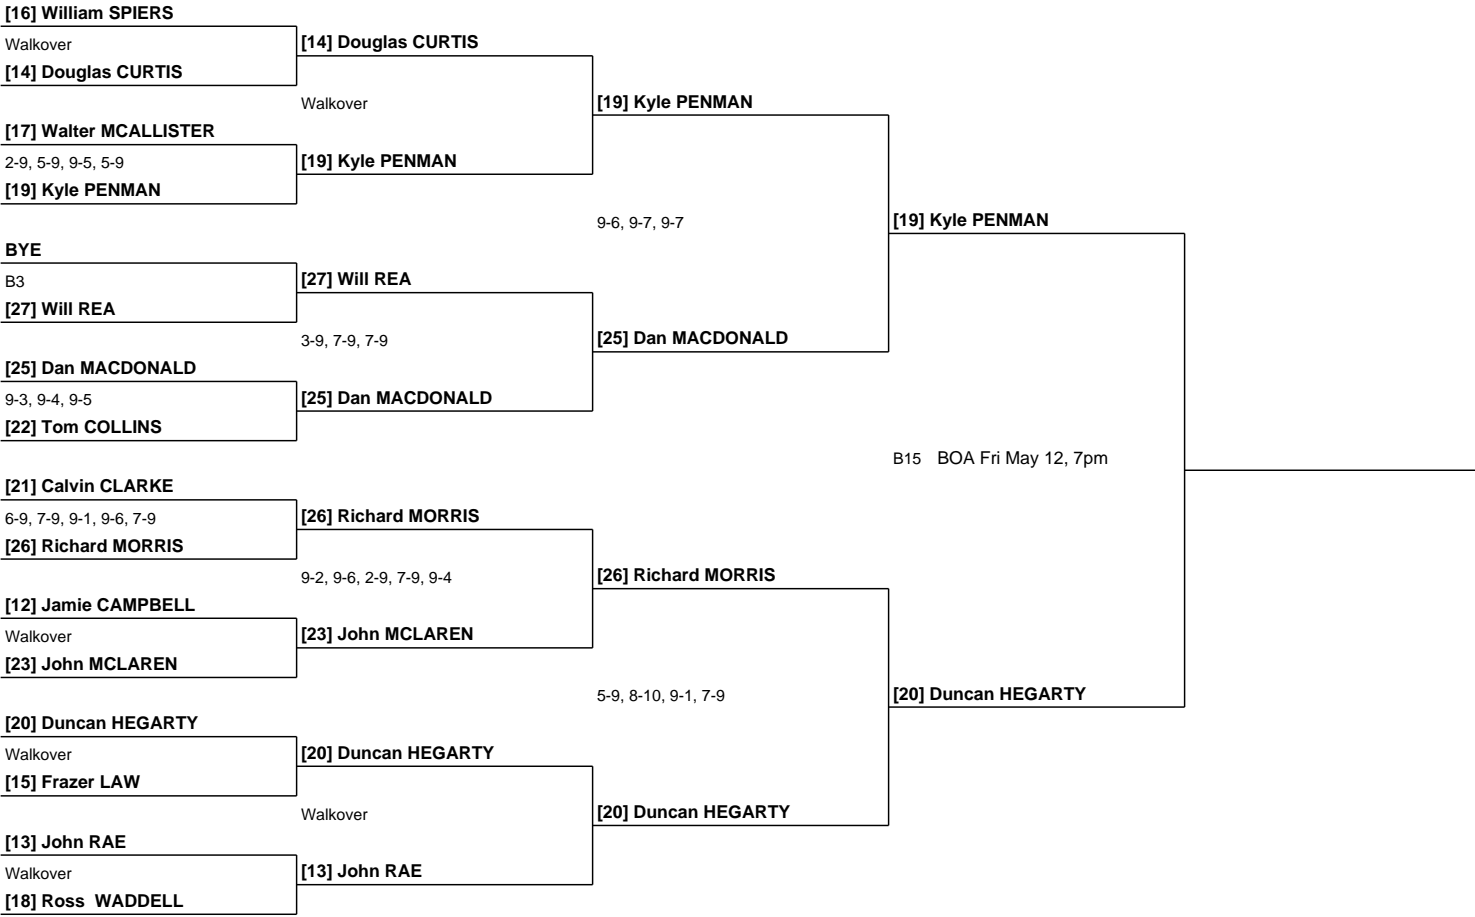 [16] William SPIERS
Walkover
[14] Douglas CURTIS
[14] Douglas CURTIS
Walkover
[19] Kyle PENMAN
[17] Walter MCALLISTER
2-9, 5-9, 9-5, 5-9
[19] Kyle PENMAN
[19] Kyle PENMAN
9-6, 9-7, 9-7
[19] Kyle PENMAN
BYE
B3
[27] Will REA
[27] Will REA
3-9, 7-9, 7-9
[25] Dan MACDONALD
[25] Dan MACDONALD
9-3, 9-4, 9-5
[22] Tom COLLINS
[25] Dan MACDONALD
B15 BOA Fri May 12, 7pm
[21] Calvin CLARKE
6-9, 7-9, 9-1, 9-6, 7-9
[26] Richard MORRIS
[26] Richard MORRIS
9-2, 9-6, 2-9, 7-9, 9-4
[26] Richard MORRIS
[12] Jamie CAMPBELL
Walkover
[23] John MCLAREN
[23] John MCLAREN
5-9, 8-10, 9-1, 7-9
[20] Duncan HEGARTY
[20] Duncan HEGARTY
Walkover
[15] Frazer LAW
[20] Duncan HEGARTY
Walkover
[20] Duncan HEGARTY
[13] John RAE
Walkover
[18] Ross WADDELL
[13] John RAE